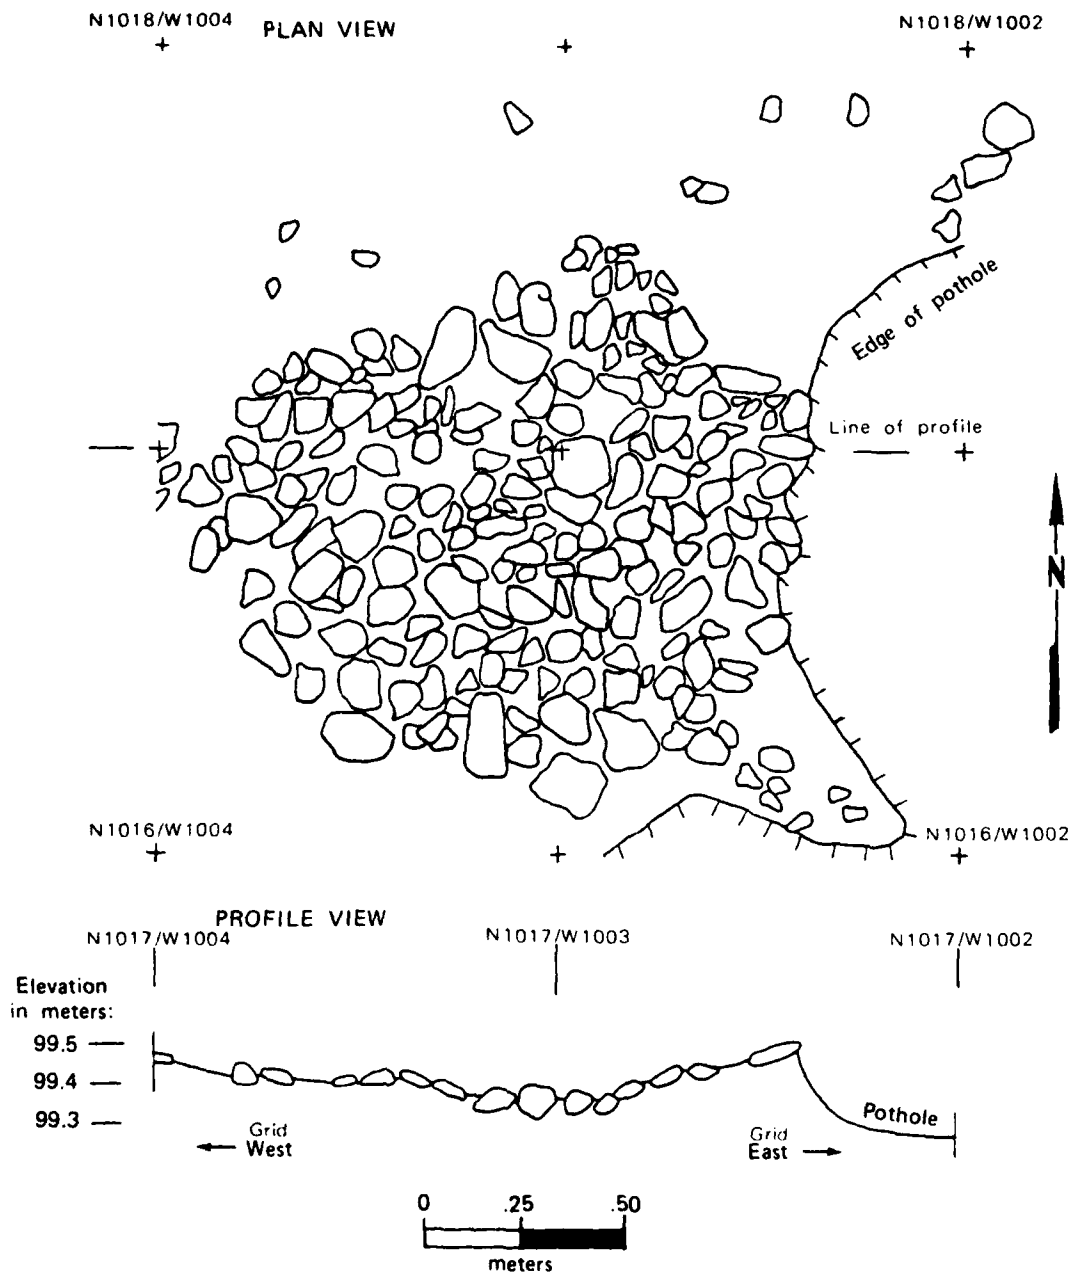 N1018/W1004
PLAN VIEW
N1018/W1002
Edge of pothole
Line of profile
N
N1016/W1004
N1016/W1002
PROFILE VIEW
N1017/W1004
N1017/W1003
N1017/W1002
Elevation
in meters:
99.5
99.4
99.3
Grid
West
Grid
East
Pothole
0 .25 .50
meters